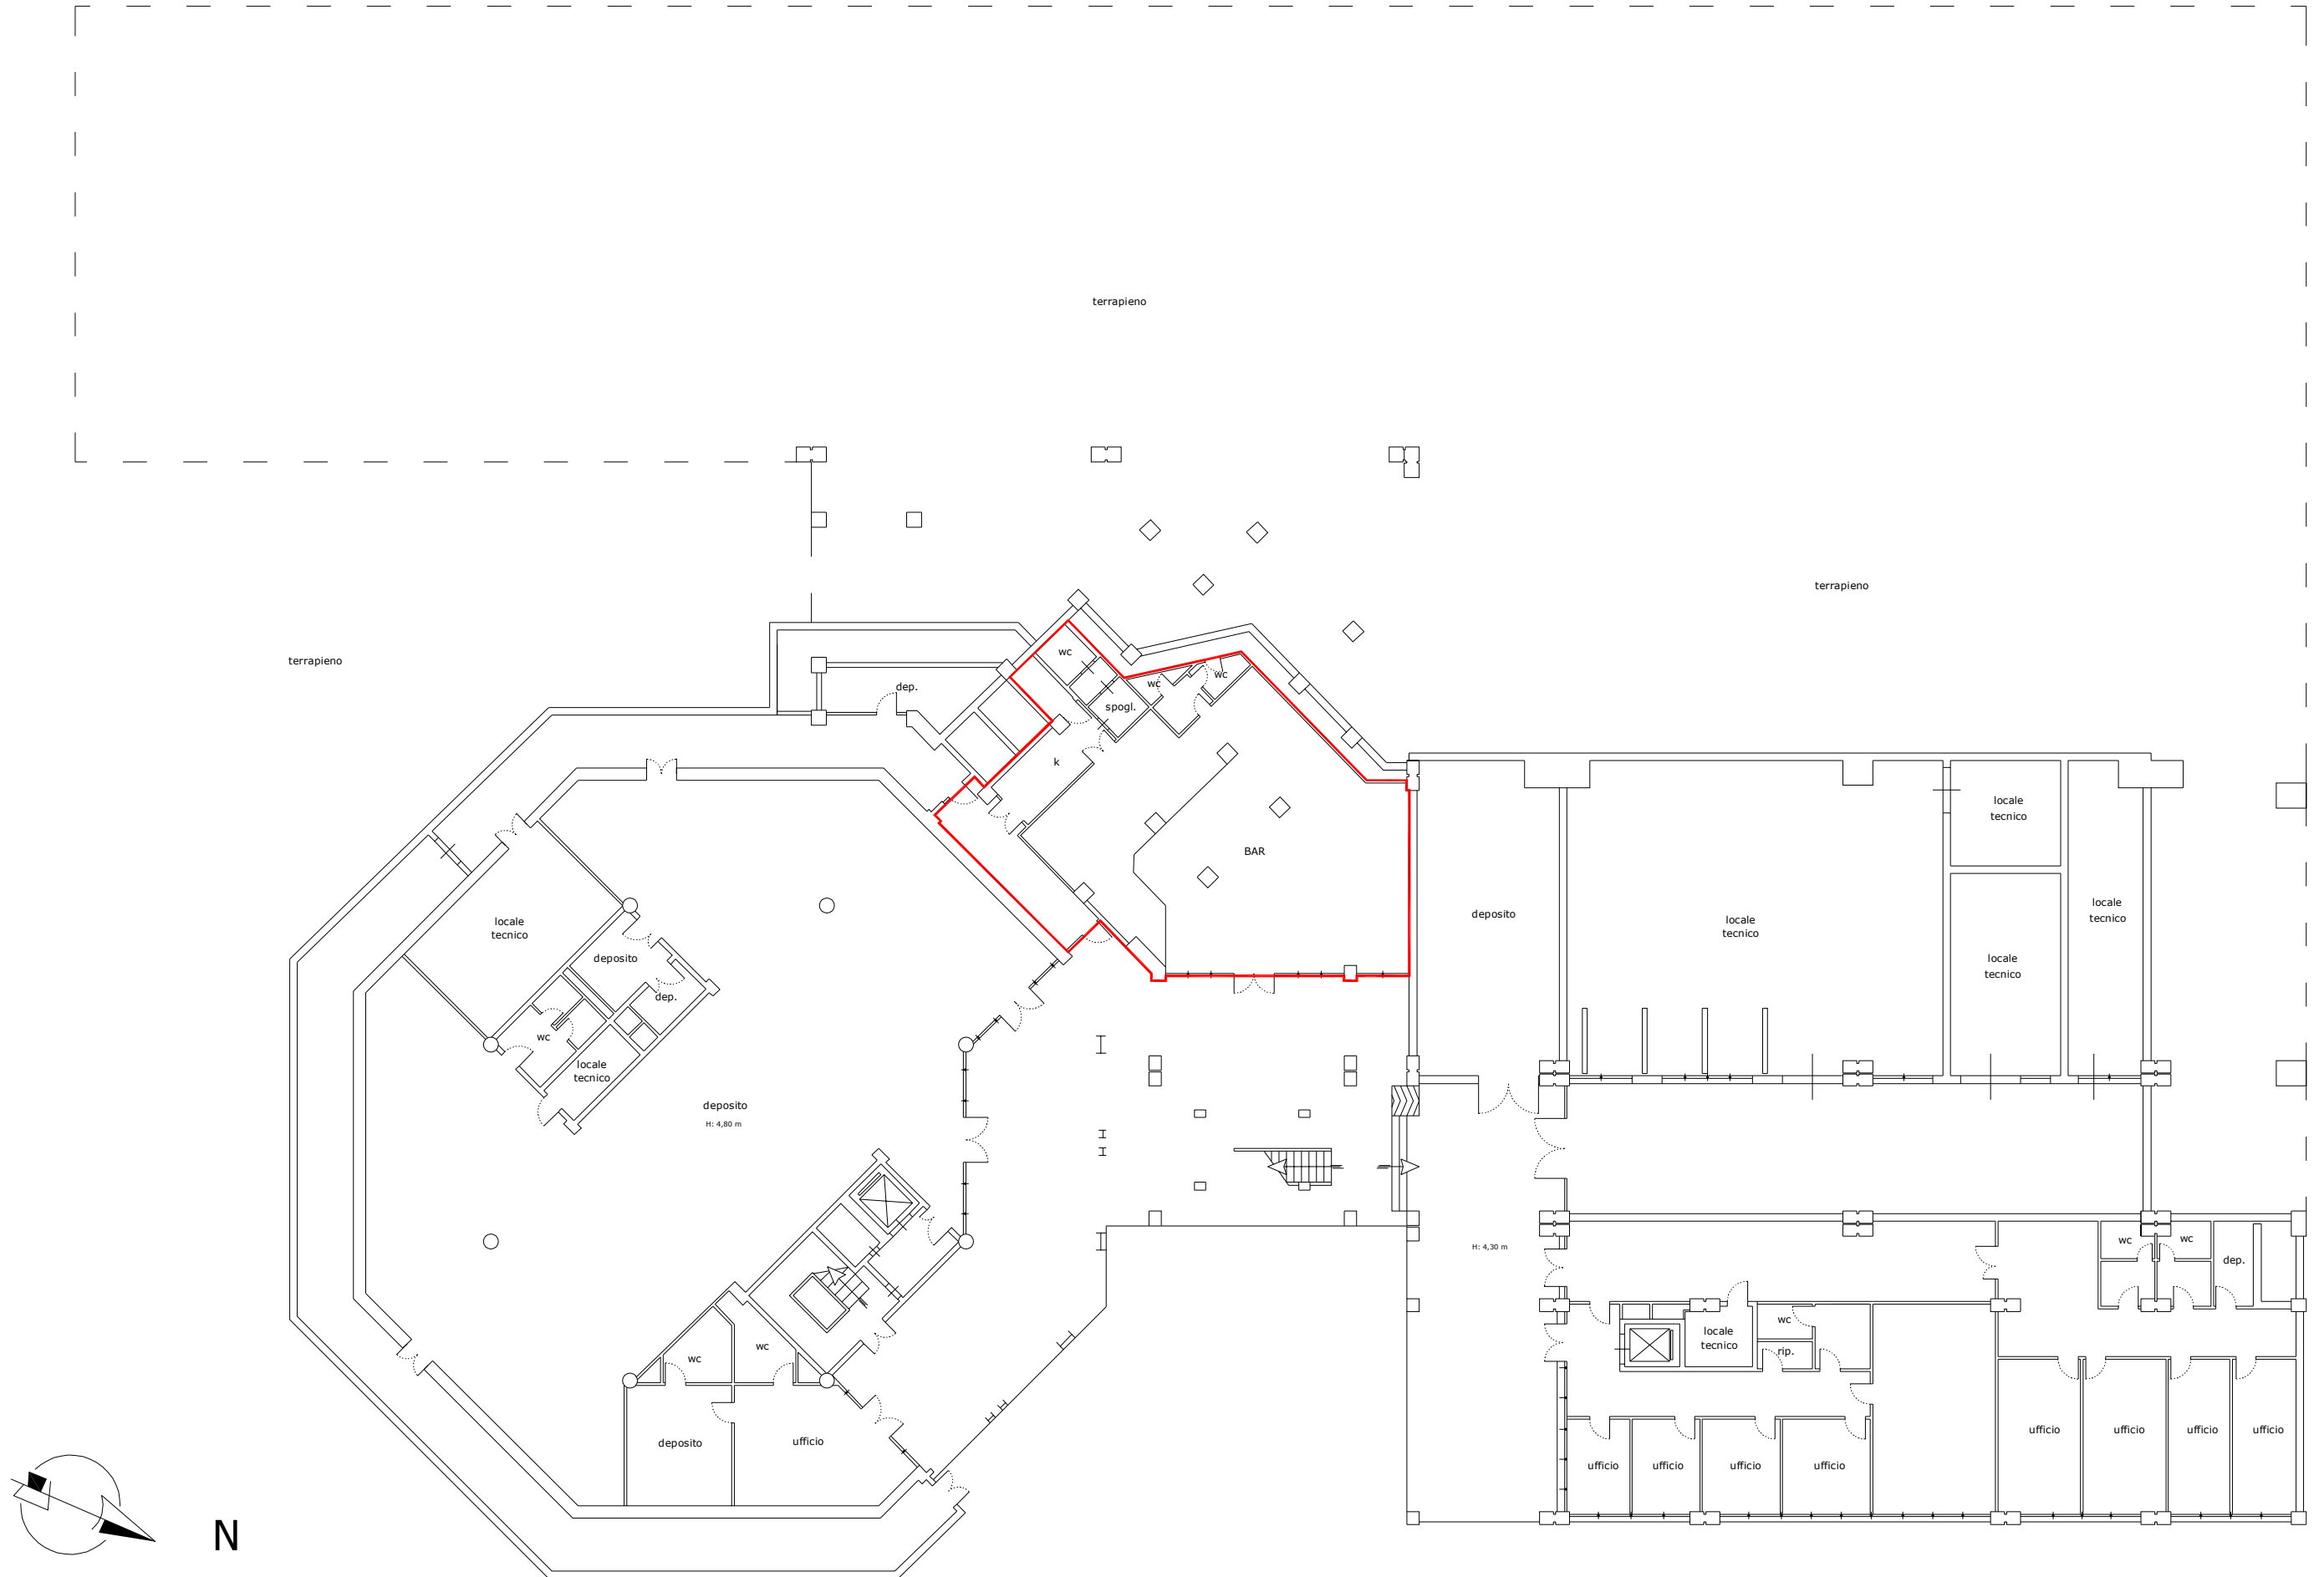 terrapieno
terrapieno
terrapieno
wc
dep.
wc
wc
spogl.
k
BAR
locale
tecnico
deposito
locale
tecnico
locale
tecnico
locale
tecnico
locale
tecnico
deposito
dep.
wc
locale
tecnico
deposito
H: 4,80 m
H: 4,30 m
wc
wc
dep.
wc
locale
tecnico
rip.
wc
wc
deposito
ufficio
ufficio
ufficio
ufficio
ufficio
ufficio
ufficio
ufficio
ufficio
N